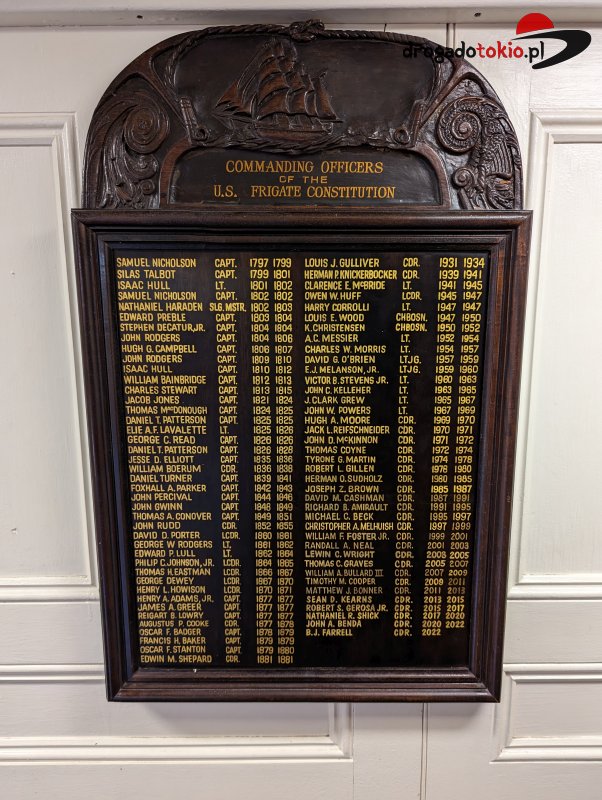 drogadotokio.pl
COMMANDING OFFICERS
OF THE
U.S. FRIGATE CONSTITUTION
SAMUEL NICHOLSON CAPT. 1797 1799
SILAS TALBOT CAPT. 1799 1801
ISAAC HULL LT. 1801 1802
SAMUEL NICHOLSON CAPT. 1802 1802
NATHANIEL HARADEN SLG. MSTR. 1802 1803
EDWARD PREBLE CAPT. 1803 1804
STEPHEN DECATUR, JR. CAPT. 1804 1804
JOHN RODGERS CAPT. 1804 1806
HUGH G. CAMPBELL CAPT. 1806 1807
JOHN RODGERS CAPT. 1809 1810
ISAAC HULL CAPT. 1810 1812
WILLIAM BAINBRIDGE CAPT. 1812 1813
CHARLES STEWART CAPT. 1813 1815
JACOB JONES CAPT. 1821 1824
THOMAS MACDONOUGH CAPT. 1824 1825
DANIEL T. PATTERSON CAPT. 1825 1825
ELIE A.F. LAVALETTE LT. 1825 1826
GEORGE C. READ CAPT. 1826 1826
DANIEL T. PATTERSON CAPT. 1826 1828
JESSE D. ELLIOTT CAPT. 1835 1838
WILLIAM BOERUM CDR. 1838 1838
DANIEL TURNER CAPT. 1839 1841
FOXHALL A. PARKER CAPT. 1842 1843
JOHN PERCIVAL CAPT. 1844 1846
JOHN GWINN CAPT. 1848 1849
THOMAS A. CONOVER CAPT. 1849 1851
JOHN RUDD CDR. 1852 1855
DAVID D. PORTER LCDR. 1860 1861
GEORGE W RODGERS LT. 1861 1862
EDWARD P. LULL LT. 1862 1864
PHILIP C. JOHNSON, JR. LCDR. 1864 1865
THOMAS H. EASTMAN LCDR. 1866 1867
GEORGE DEWEY LCDR. 1867 1870
HENRY L. HOWISON LCDR. 1870 1871
HENRY A. ADAMS, JR. CAPT. 1877 1877
JAMES A. GREER CAPT. 1877 1877
REIGART B. LOWRY CAPT. 1877 1877
AUGUSTUS P. COOKE CDR. 1877 1878
OSCAR F. BADGER CAPT. 1878 1879
FRANCIS H. BAKER CAPT. 1879 1879
OSCAR F. STANTON CAPT. 1879 1880
EDWIN M. SHEPARD CDR. 1881 1881
LOUIS J. GULLIVER CDR. 1931 1934
HERMAN P. KNICKERBOCKER CDR. 1939 1941
CLARENCE E. McBRIDE LT. 1941 1945
OWEN W. HUFF LCDR. 1945 1947
HARRY CORROLLI LT. 1947 1947
LOUIS E. WOOD CHBOSN. 1947 1950
K. CHRISTENSEN CHBOSN. 1950 1952
A.C. MESSIER LT. 1952 1954
CHARLES W. MORRIS LT. 1954 1957
DAVID G. O'BRIEN LTJG. 1957 1959
E.J. MELANSON, JR. LTJG. 1959 1960
VICTOR B. STEVENS JR. LT. 1960 1963
JOHN C. KELLEHER LT. 1963 1965
J. CLARK GREW LT. 1965 1967
JOHN W. POWERS LT. 1967 1969
HUGH A. MOORE CDR. 1969 1970
JACK L. REIFSCHNEIDER CDR. 1970 1971
JOHN D. McKINNON CDR. 1971 1972
THOMAS COYNE CDR. 1972 1974
TYRONE G. MARTIN CDR. 1974 1978
ROBERT L. GILLEN CDR. 1978 1980
HERMAN O. SUDHOLZ CDR. 1980 1985
JOSEPH Z. BROWN CDR. 1985 1987
DAVID M. CASHMAN CDR. 1987 1991
RICHARD B. AMIRAULT CDR. 1991 1995
MICHAEL C. BECK CDR. 1995 1997
CHRISTOPHER A. MELHUISH CDR. 1997 1999
WILLIAM F. FOSTER JR. CDR. 1999 2001
RANDALL A. NEAL CDR. 2001 2003
LEWIN C. WRIGHT CDR. 2003 2005
THOMAS C. GRAVES CDR. 2005 2007
WILLIAM A. BULLARD III CDR. 2007 2009
TIMOTHY M. COOPER CDR. 2009 2011
MATTHEW J. BONNER CDR. 2011 2013
SEAN D. KEARNS CDR. 2013 2015
ROBERT S. GEROSA JR. CDR. 2015 2017
NATHANIEL R. SHICK CDR. 2017 2020
JOHN A. BENDA CDR. 2020 2022
B.J. FARRELL CDR. 2022